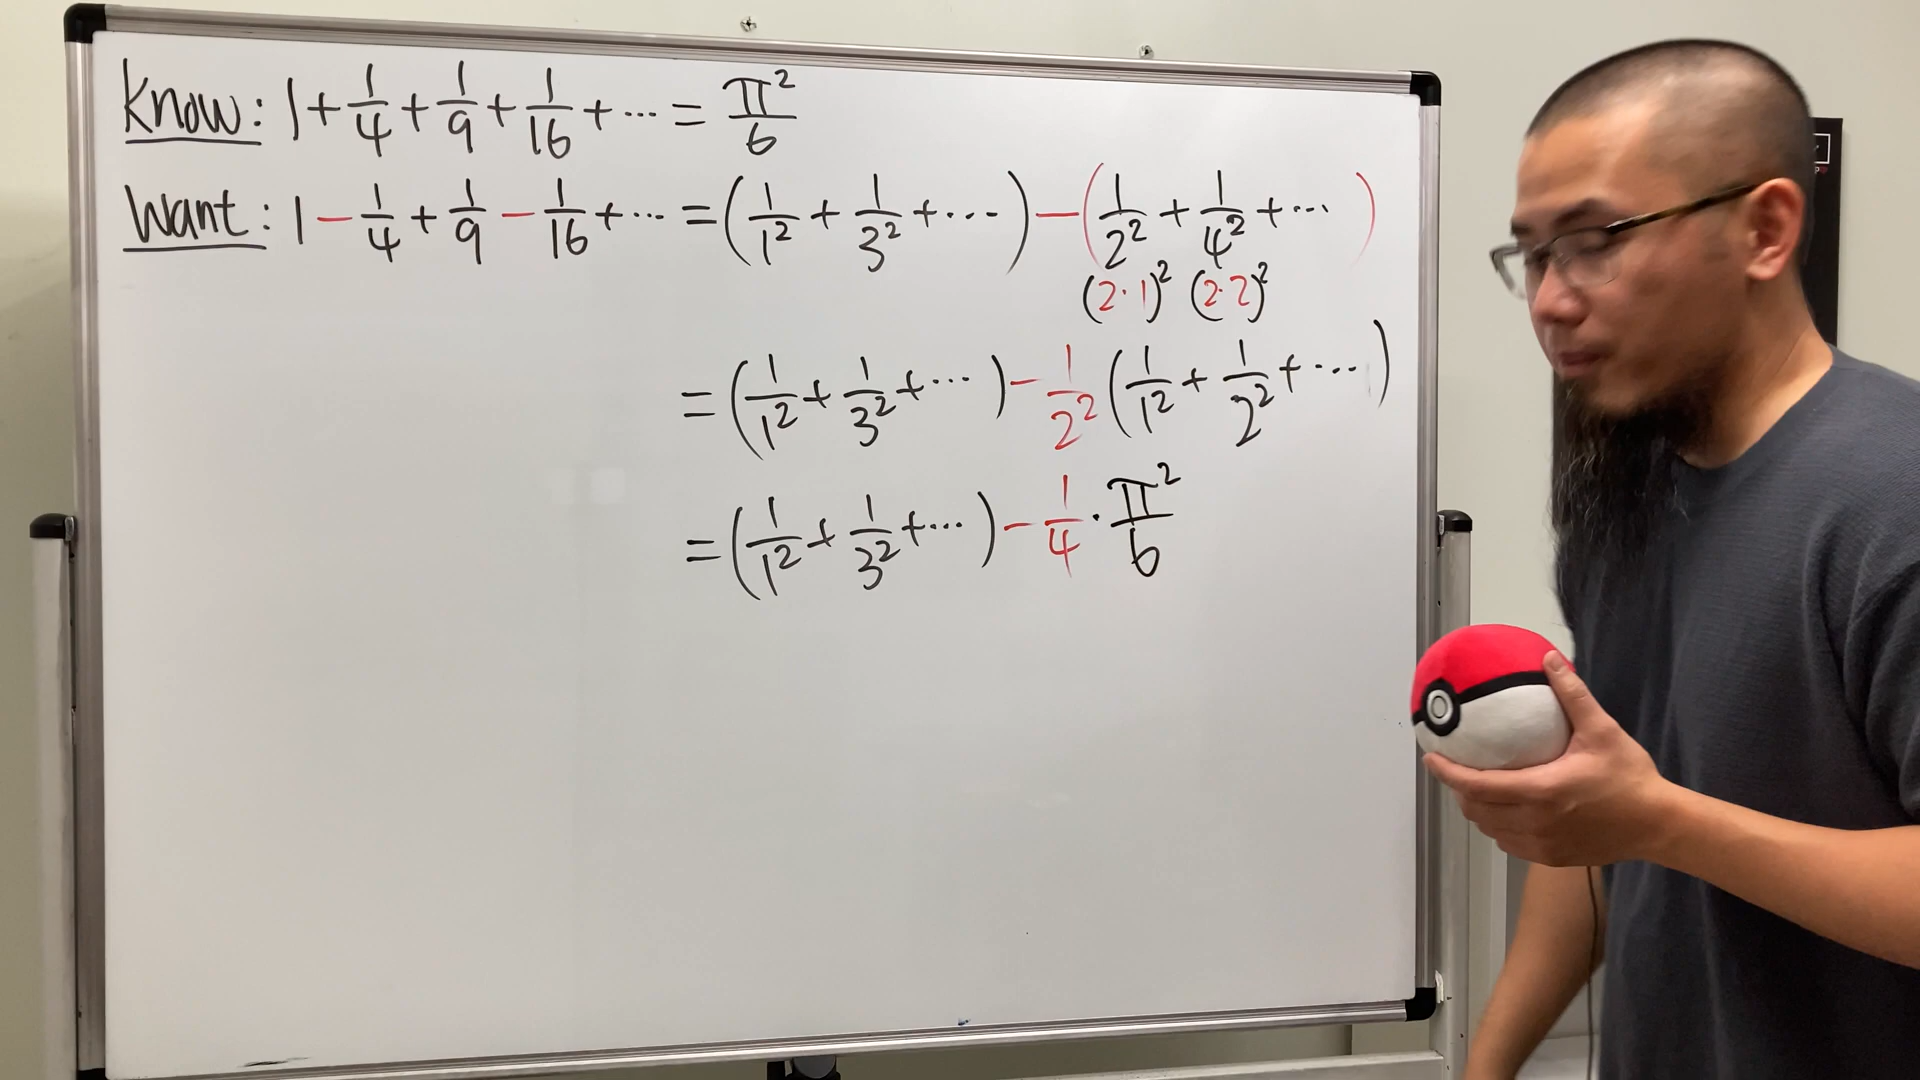 Know: 1 + 1/4 + 1/9 + 1/16 + ... = π²/6
Want: 1 - 1/4 + 1/9 - 1/16 + ... = (1/1² + 1/3² + ...) - (1/2² + 1/4² + ...)
(2·1)² (2·2)²
= (1/1² + 1/3² + ...) - 1/2² (1/1² + 1/2² + ...)
= (1/1² + 1/3² + ...) - 1/4 · π²/6